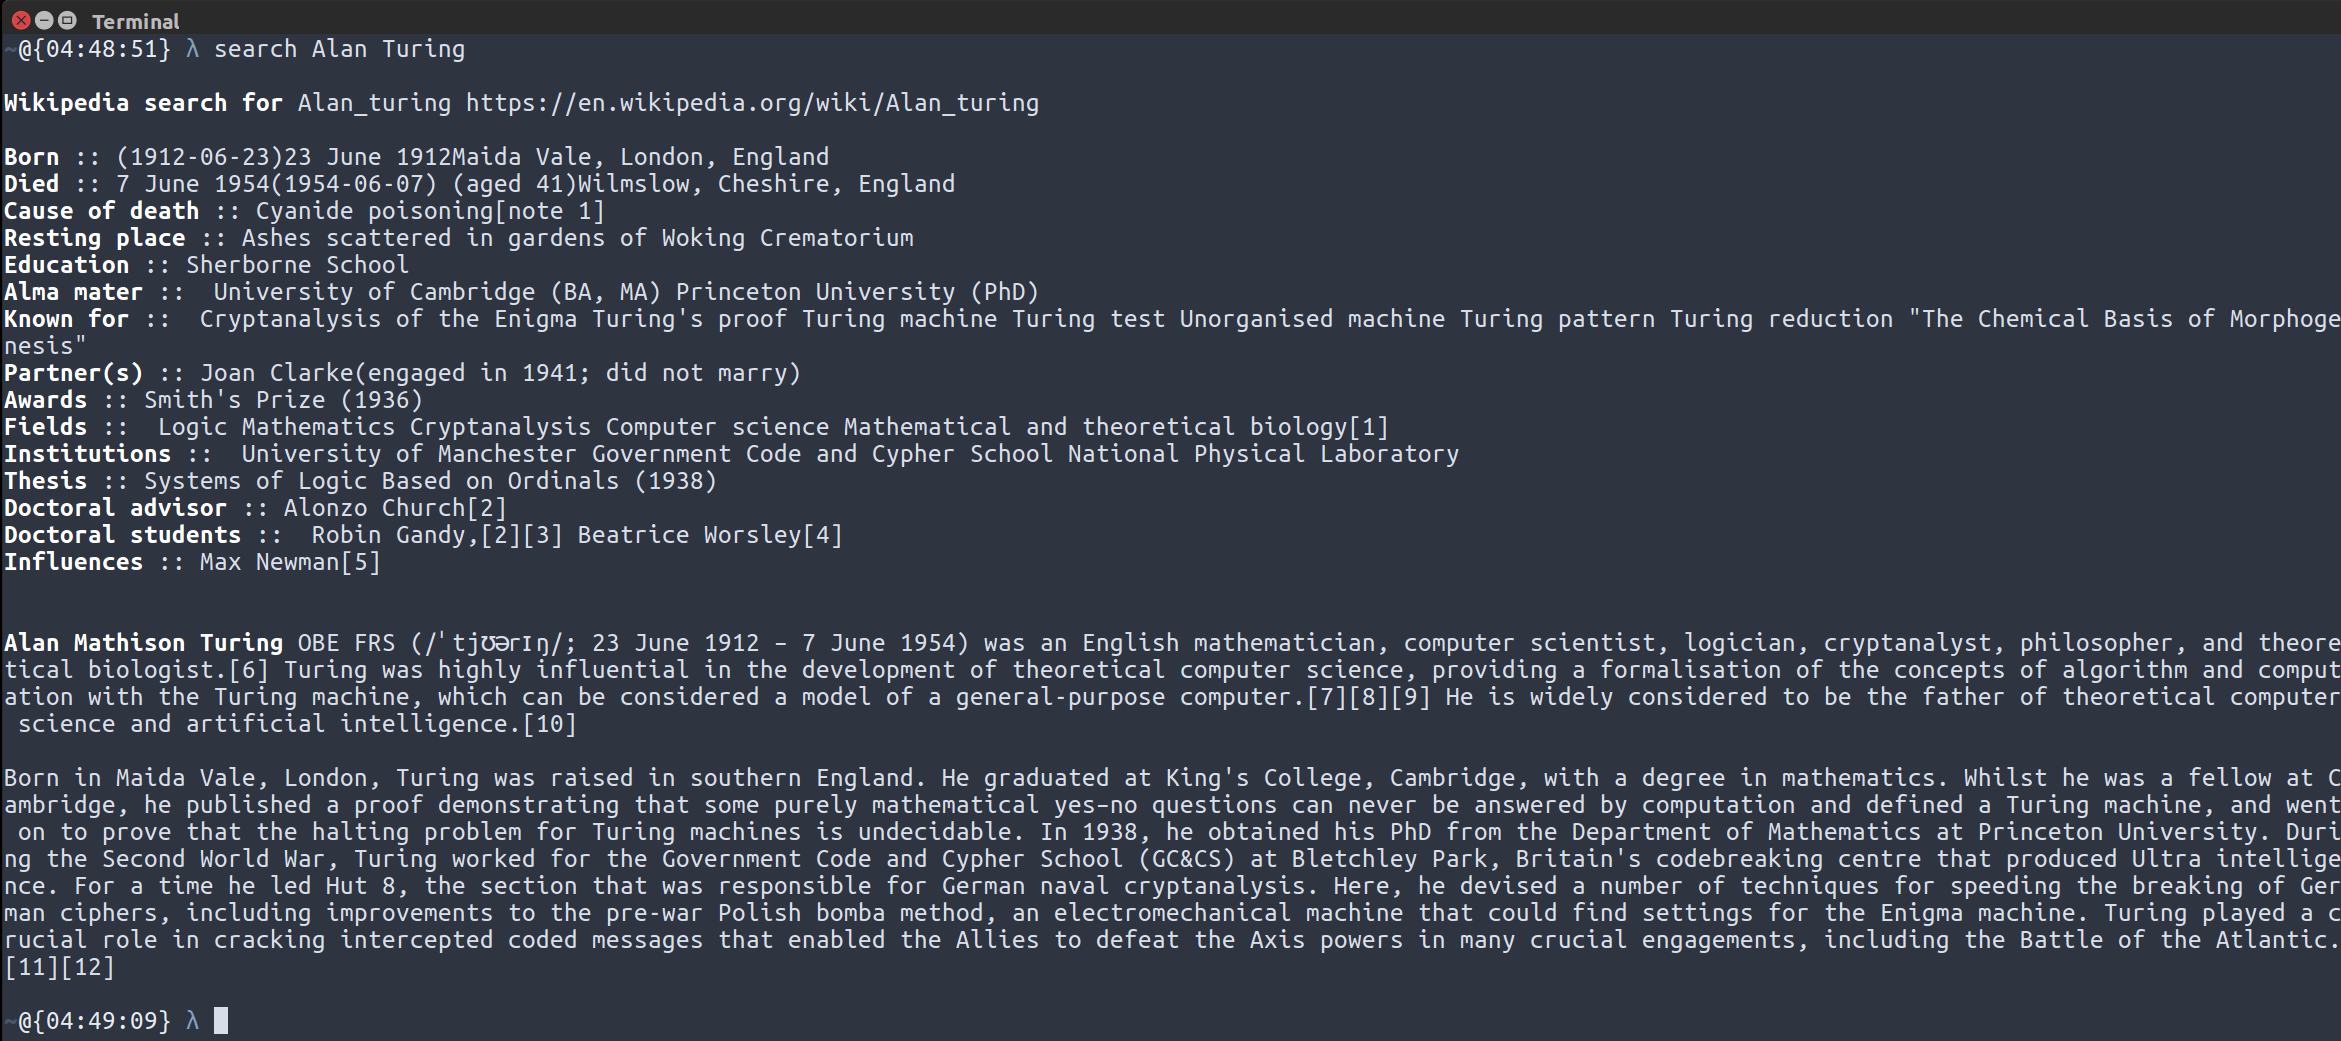 Terminal
~@{04:48:51} λ search Alan Turing
Wikipedia search for Alan_turing https://en.wikipedia.org/wiki/Alan_turing
Born :: (1912-06-23)23 June 1912Maida Vale, London, England
Died :: 7 June 1954(1954-06-07) (aged 41)Wilmslow, Cheshire, England
Cause of death :: Cyanide poisoning[note 1]
Resting place :: Ashes scattered in gardens of Woking Crematorium
Education :: Sherborne School
Alma mater ::  University of Cambridge (BA, MA) Princeton University (PhD)
Known for ::  Cryptanalysis of the Enigma Turing's proof Turing machine Turing test Unorganised machine Turing pattern Turing reduction "The Chemical Basis of Morphoge
nesis"
Partner(s) :: Joan Clarke(engaged in 1941; did not marry)
Awards :: Smith's Prize (1936)
Fields ::  Logic Mathematics Cryptanalysis Computer science Mathematical and theoretical biology[1]
Institutions ::  University of Manchester Government Code and Cypher School National Physical Laboratory
Thesis :: Systems of Logic Based on Ordinals (1938)
Doctoral advisor :: Alonzo Church[2]
Doctoral students ::  Robin Gandy,[2][3] Beatrice Worsley[4]
Influences :: Max Newman[5]
Alan Mathison Turing OBE FRS (/ˈtjʊərɪŋ/; 23 June 1912 – 7 June 1954) was an English mathematician, computer scientist, logician, cryptanalyst, philosopher, and theore
tical biologist.[6] Turing was highly influential in the development of theoretical computer science, providing a formalisation of the concepts of algorithm and comput
ation with the Turing machine, which can be considered a model of a general-purpose computer.[7][8][9] He is widely considered to be the father of theoretical computer
 science and artificial intelligence.[10]
Born in Maida Vale, London, Turing was raised in southern England. He graduated at King's College, Cambridge, with a degree in mathematics. Whilst he was a fellow at C
ambridge, he published a proof demonstrating that some purely mathematical yes–no questions can never be answered by computation and defined a Turing machine, and went
 on to prove that the halting problem for Turing machines is undecidable. In 1938, he obtained his PhD from the Department of Mathematics at Princeton University. Duri
ng the Second World War, Turing worked for the Government Code and Cypher School (GC&CS) at Bletchley Park, Britain's codebreaking centre that produced Ultra intellige
nce. For a time he led Hut 8, the section that was responsible for German naval cryptanalysis. Here, he devised a number of techniques for speeding the breaking of Ger
man ciphers, including improvements to the pre-war Polish bomba method, an electromechanical machine that could find settings for the Enigma machine. Turing played a c
rucial role in cracking intercepted coded messages that enabled the Allies to defeat the Axis powers in many crucial engagements, including the Battle of the Atlantic.
[11][12]
~@{04:49:09} λ